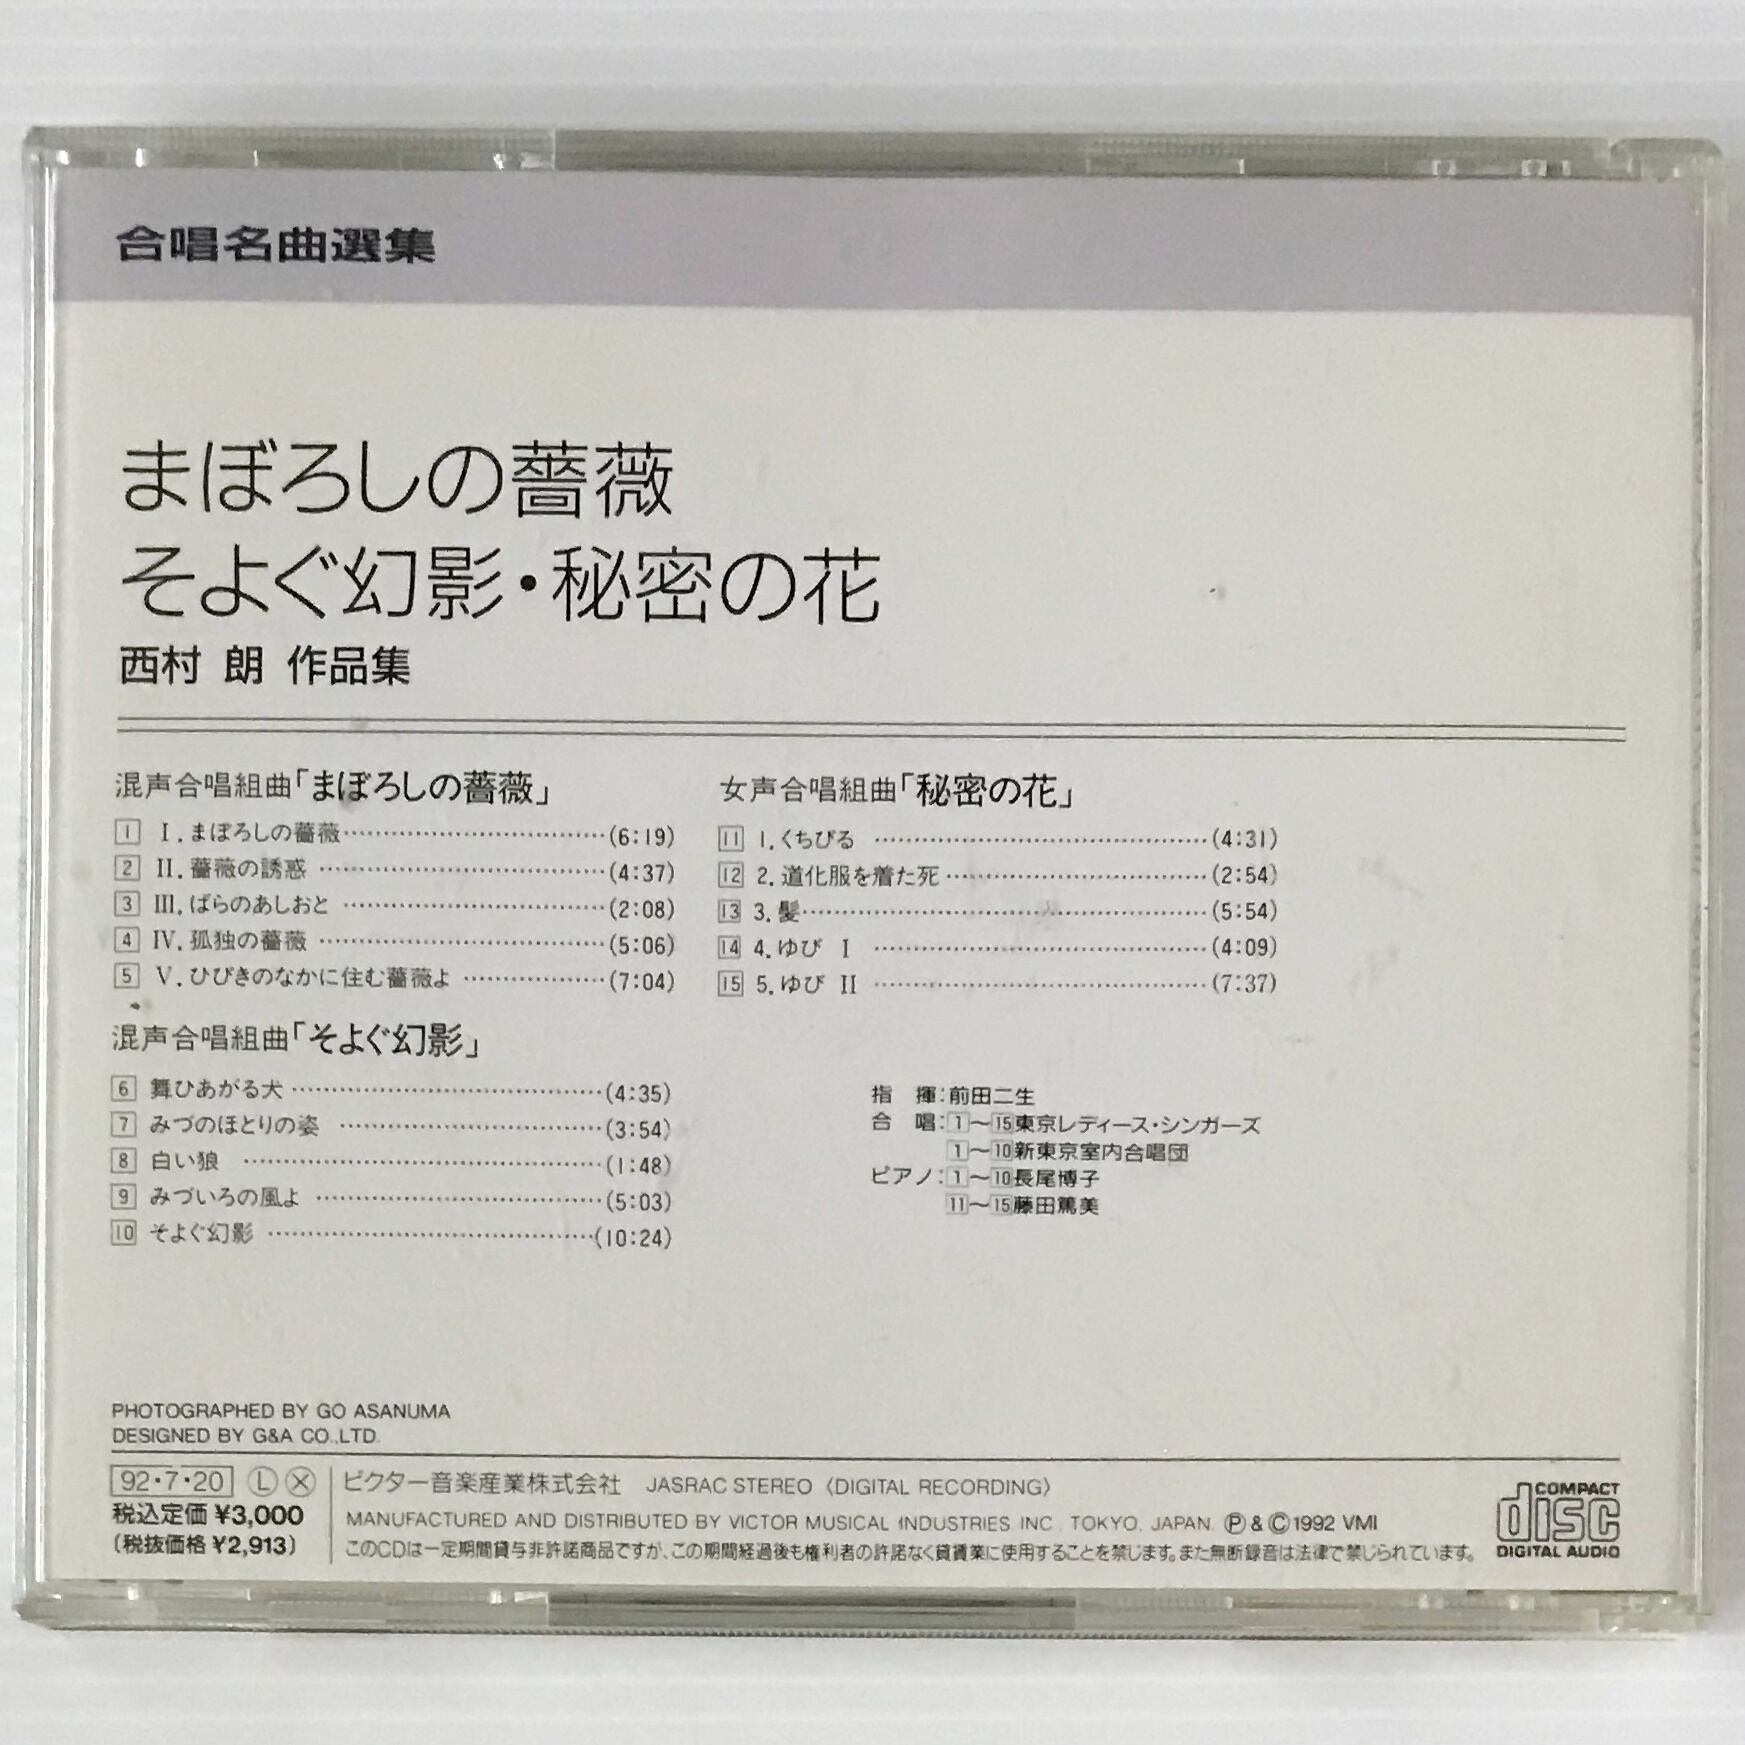 合唱名曲選集
まぼろしの薔薇
そよぐ幻影・秘密の花
西村 朗 作品集
混声合唱組曲「まぼろしの薔薇」
1 I.まぼろしの薔薇……………(6:19)
2 II.薔薇の誘惑……………(4:37)
3 III.ばらのあしおと……………(2:08)
4 IV.孤独の薔薇……………(5:06)
5 V.ひびきのなかに住む薔薇よ……………(7:04)
混声合唱組曲「そよぐ幻影」
6 舞ひあがる犬……………(4:35)
7 みづのほとりの姿……………(3:54)
8 白い狼……………(1:48)
9 みづいろの風よ……………(5:03)
10 そよぐ幻影……………(10:24)
女声合唱組曲「秘密の花」
11 1.くちびる……………(4:31)
12 2.道化服を着た死……………(2:54)
13 3.髪……………(5:54)
14 4.ゆび I……………(4:09)
15 5.ゆび II……………(7:37)
指 揮:前田二生
合 唱:1〜15東京レディース・シンガーズ
1〜10新東京室内合唱団
ピアノ:1〜10長尾博子
11〜15藤田篤美
PHOTOGRAPHED BY GO ASANUMA
DESIGNED BY G&A CO.,LTD.
92・7・20 Ⓛ Ⓧ ビクター音楽産業株式会社 JASRAC STEREO〈DIGITAL RECORDING〉
税込定価 ¥3,000
(税抜価格 ¥2,913)
MANUFACTURED AND DISTRIBUTED BY VICTOR MUSICAL INDUSTRIES INC., TOKYO, JAPAN. Ⓟ&Ⓒ1992 VMI
このCDは一定期間貸与非許諾商品ですが、この期間経過後も権利者の許諾なく賃貸業に使用することを禁じます。また無断録音は法律で禁じられています。
COMPACT
disc
DIGITAL AUDIO